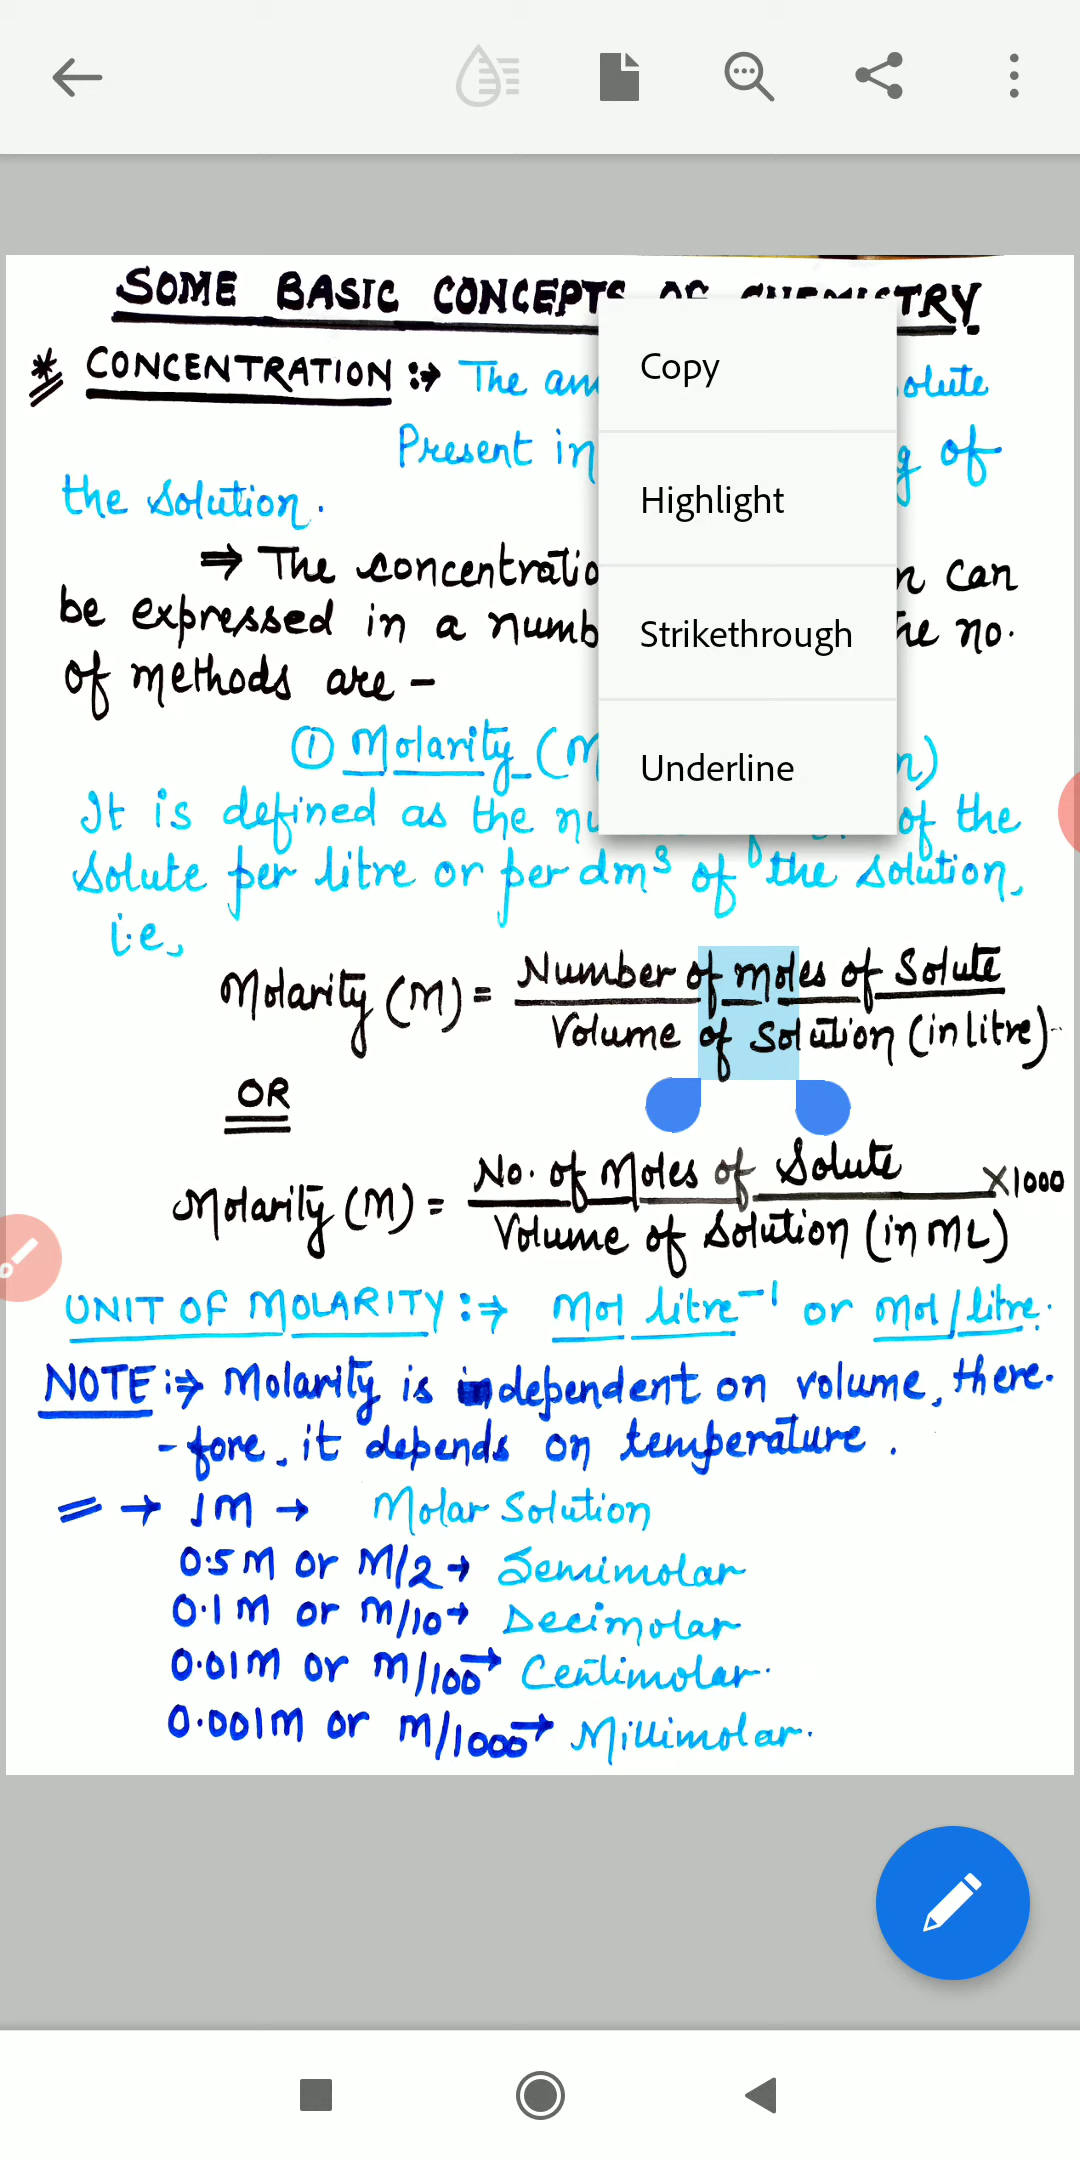 SOME BASIC CONCEPTS OF CHEMISTRY
* CONCENTRATION :→ The am olute
Present in g of
the solution.
⇒ The concentratio n can
be expressed in a numb he no.
of methods are -
① Molarity (M n)
It is defined as the nu of the
Solute per litre or per dm³ of the solution,
i.e,
Molarity (M) = Number of moles of Solute
Volume of Solution (in litre)
OR
Molarity (M) = No. of Moles of Solute ×1000
Volume of Solution (in mL)
UNIT OF MOLARITY :⇒ Mol litre⁻¹ or Mol/litre.
NOTE :⇒ Molarity is independent on volume, there-
-fore, it depends on temperature.
= → 1M → Molar Solution
0.5M or M/2 → Semimolar
0.1M or M/10 → Decimolar
0.01M or M/100 → Centimolar.
0.001M or M/1000 → Millimolar.
Copy
Highlight
Strikethrough
Underline